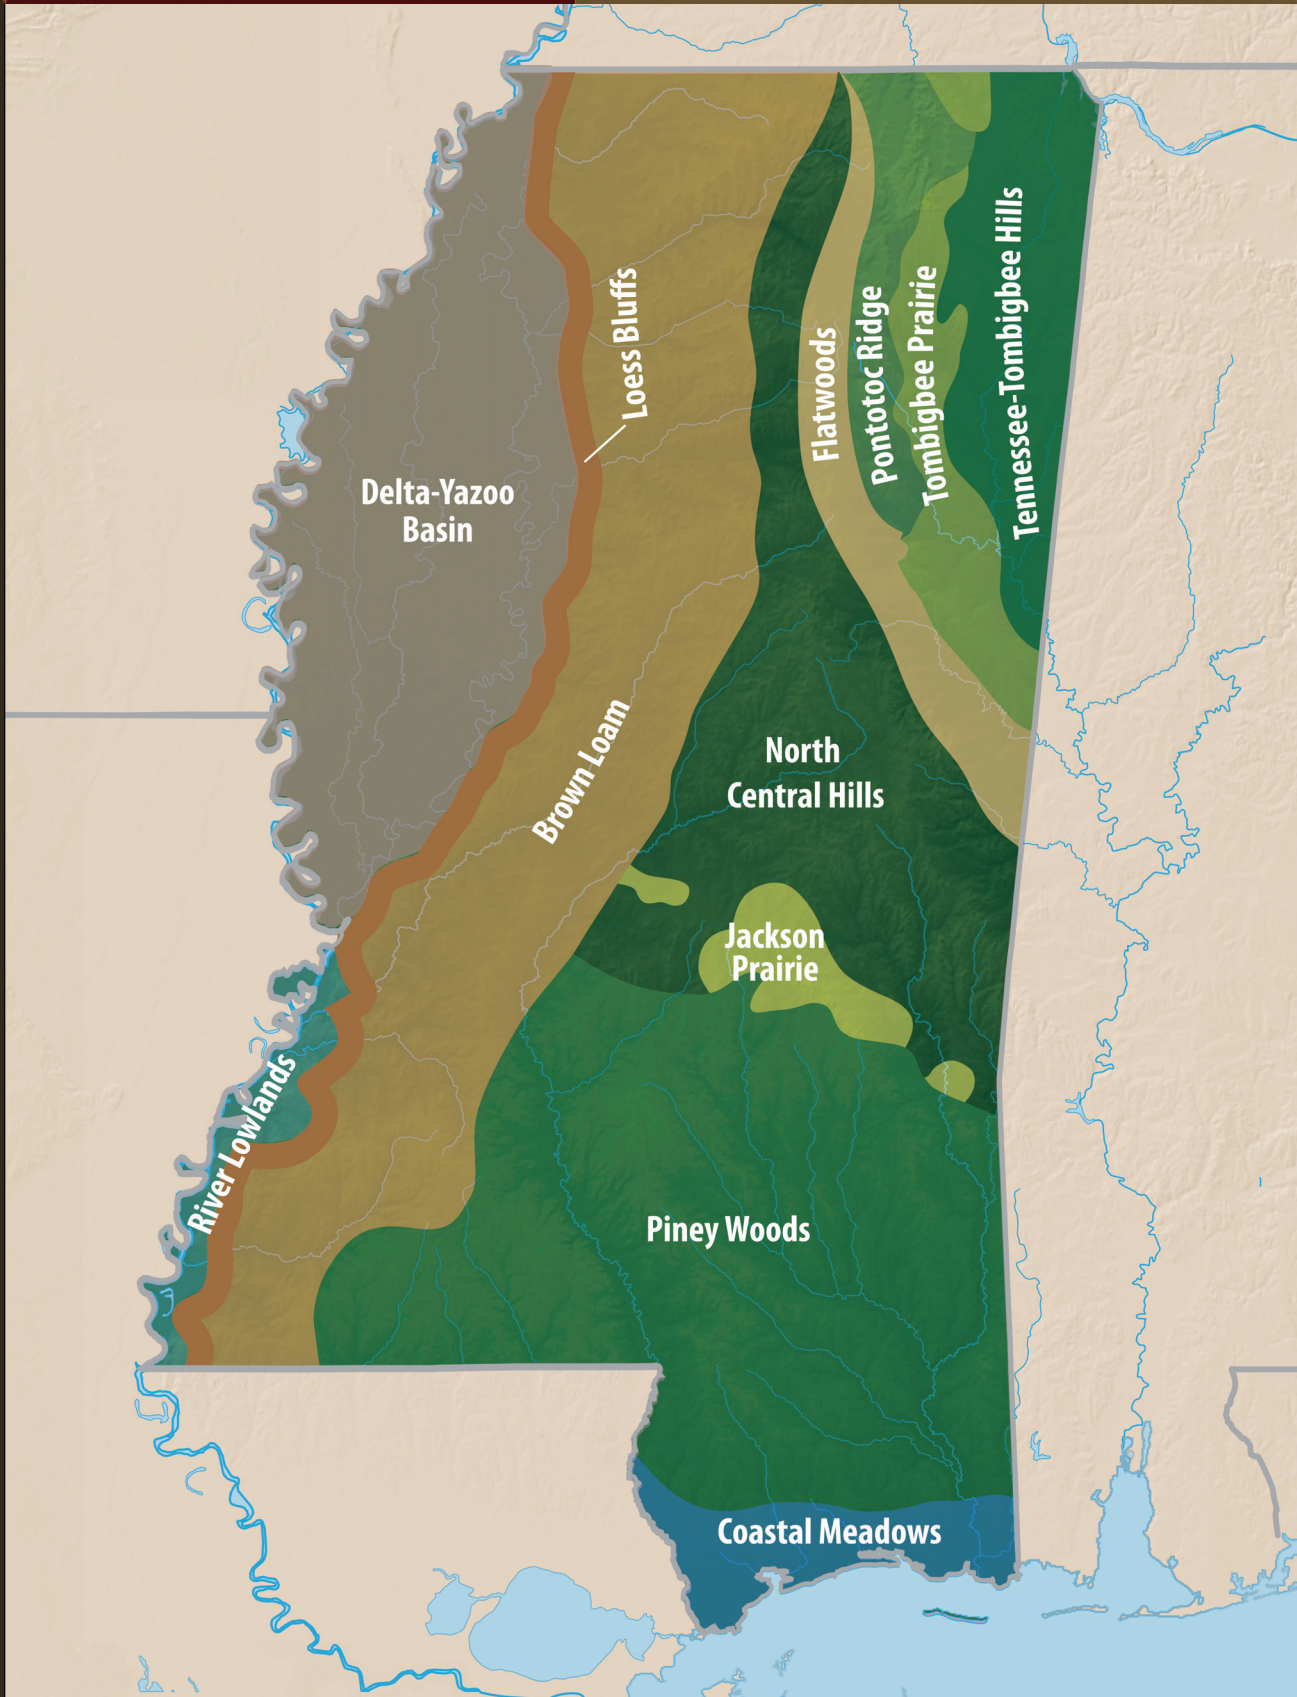 Loess Bluffs
Flatwoods
Pontotoc Ridge
Tombigbee Prairie
Tennessee-Tombigbee Hills
Delta-Yazoo
Basin
Brown Loam
North
Central Hills
Jackson
Prairie
River Lowlands
Piney Woods
Coastal Meadows